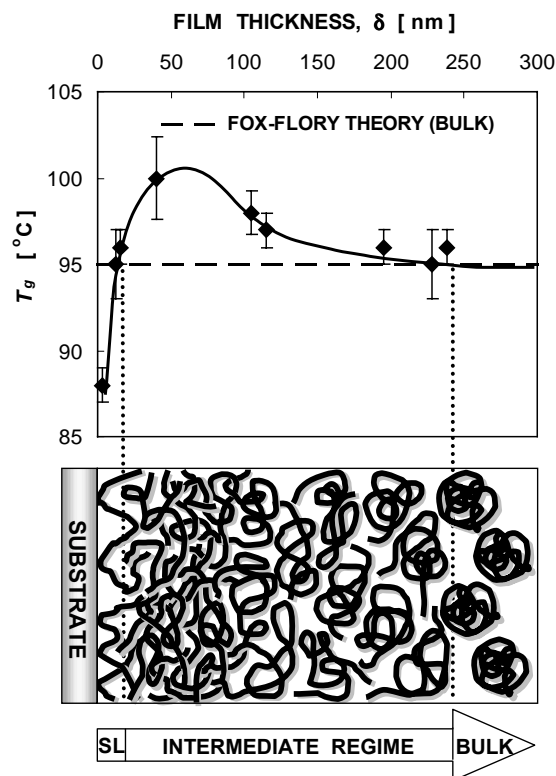 FILM THICKNESS, δ [ nm]
0 50 100 150 200 250 300
105
FOX-FLORY THEORY (BULK)
100
95
90
85
Tg [ °C]
SUBSTRATE
SL INTERMEDIATE REGIME BULK